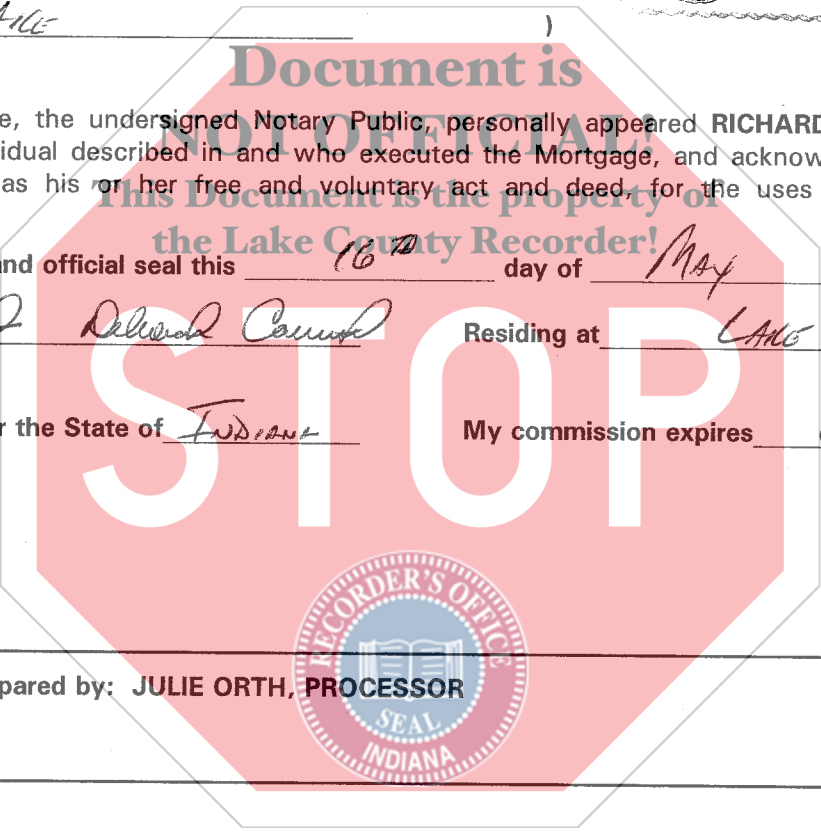 LAKE )
Document is
e, the undersigned Notary Public, personally appeared RICHARD
NOT OFFICIAL!
idual described in and who executed the Mortgage, and acknow
as his or her free and voluntary act and deed, for the uses
This Document is the property of
the Lake County Recorder!
and official seal this 16th day of May
Deborah Residing at LAKE
STOP
r the State of INDIANA My commission expires
RECORDER'S OFFICE
pared by: JULIE ORTH, PROCESSOR
SEAL
INDIANA